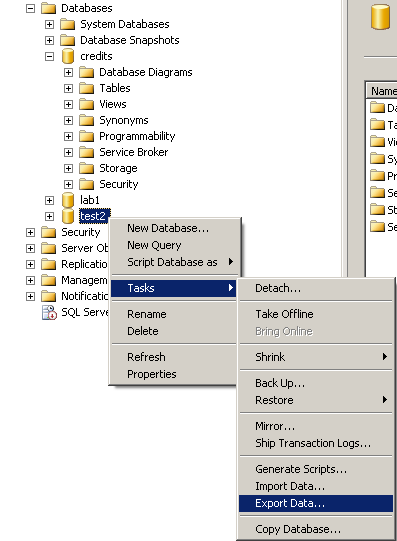 Databases
System Databases
Database Snapshots
credits
Database Diagrams
Tables
Views
Synonyms
Programmability
Service Broker
Storage
Security
lab1
test2
Security
Server Ob
Replicatio
Managem
Notificatio
SQL Serve
New Database...
New Query
Script Database as
Tasks
Rename
Delete
Refresh
Properties
Detach...
Take Offline
Bring Online
Shrink
Back Up...
Restore
Mirror...
Ship Transaction Logs...
Generate Scripts...
Import Data...
Export Data...
Copy Database...
Name
Da
Ta
Vie
Sy
Pr
Se
St
Se